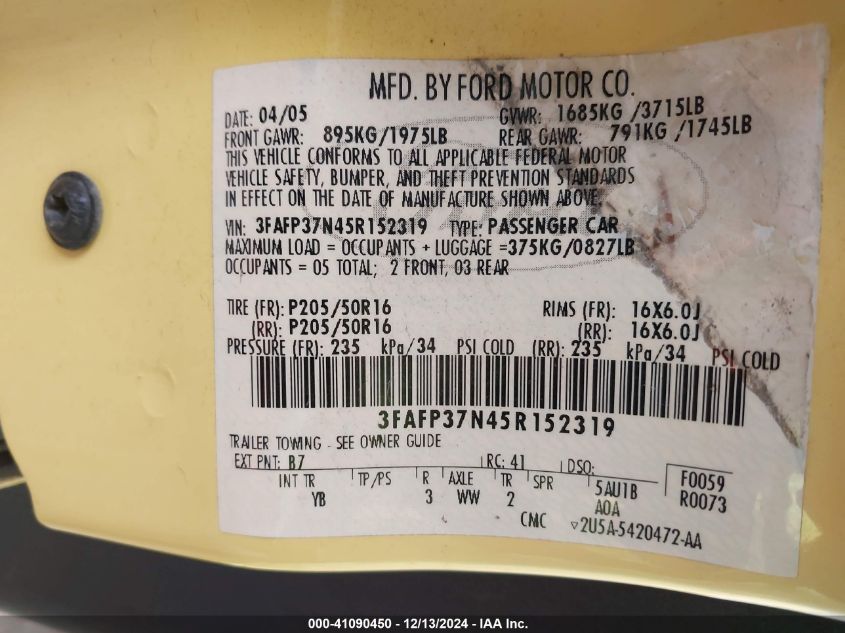 MFD. BY FORD MOTOR CO.
DATE: 04/05 GVWR: 1685KG/3715LB
FRONT GAWR: 895KG/1975LB REAR GAWR: 791KG/1745LB
THIS VEHICLE CONFORMS TO ALL APPLICABLE FEDERAL MOTOR
VEHICLE SAFETY, BUMPER, AND THEFT PREVENTION STANDARDS
IN EFFECT ON THE DATE OF MANUFACTURE SHOWN ABOVE.
VIN: 3FAFP37N45R152319 TYPE: PASSENGER CAR
MAXIMUM LOAD = OCCUPANTS + LUGGAGE =375KG/0827LB
OCCUPANTS = 05 TOTAL; 2 FRONT, 03 REAR
TIRE (FR): P205/50R16 RIMS (FR): 16X6.0J
(RR): P205/50R16 (RR): 16X6.0J
PRESSURE (FR): 235 kPa/34 PSI COLD (RR): 235 kPa/34 PSI COLD
3FAFP37N45R152319
TRAILER TOWING - SEE OWNER GUIDE
EXT PNT: B7 RC: 41 DSO: F0059
INT TR TP/PS R AXLE TR SPR 5AU1B R0073
YB 3 WW 2 A0A
CMC ▽2U5A-5420472-AA
000-41090450 - 12/13/2024 - IAA Inc.